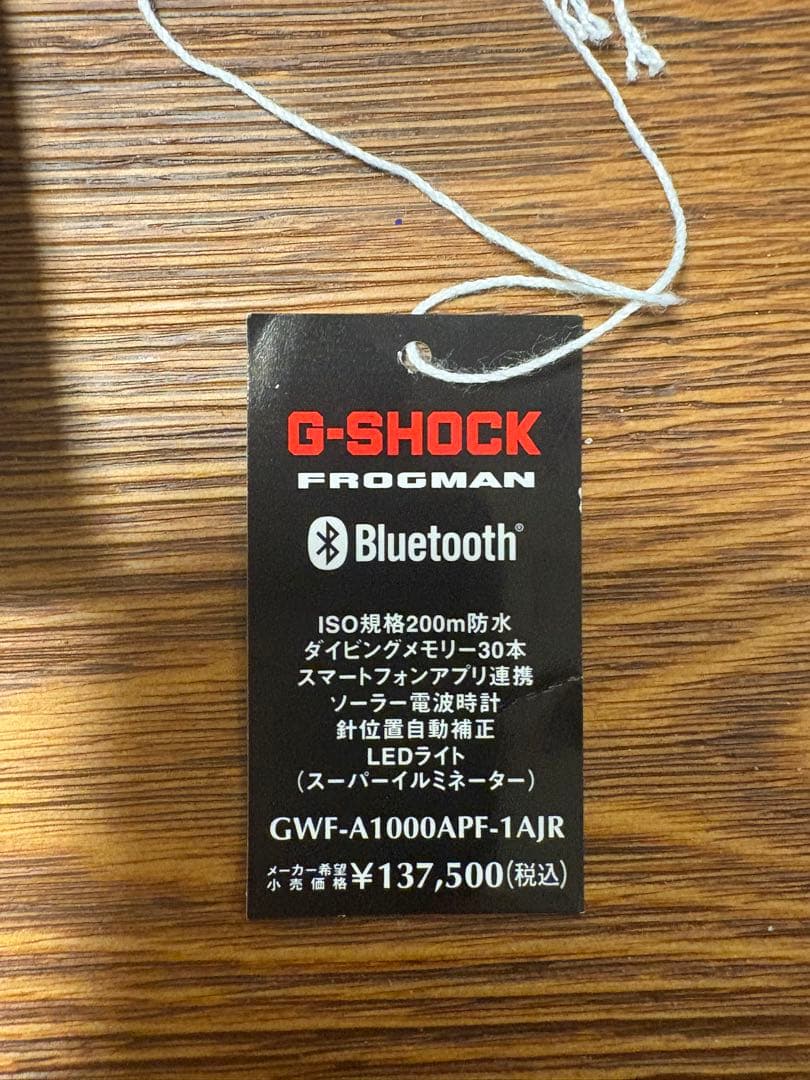 G-SHOCK
FROGMAN
Bluetooth®
ISO規格200m防水
ダイビングメモリー30本
スマートフォンアプリ連携
ソーラー電波時計
針位置自動補正
LEDライト
(スーパーイルミネーター)
GWF-A1000APF-1AJR
メーカー希望小売価格 ¥137,500(税込)